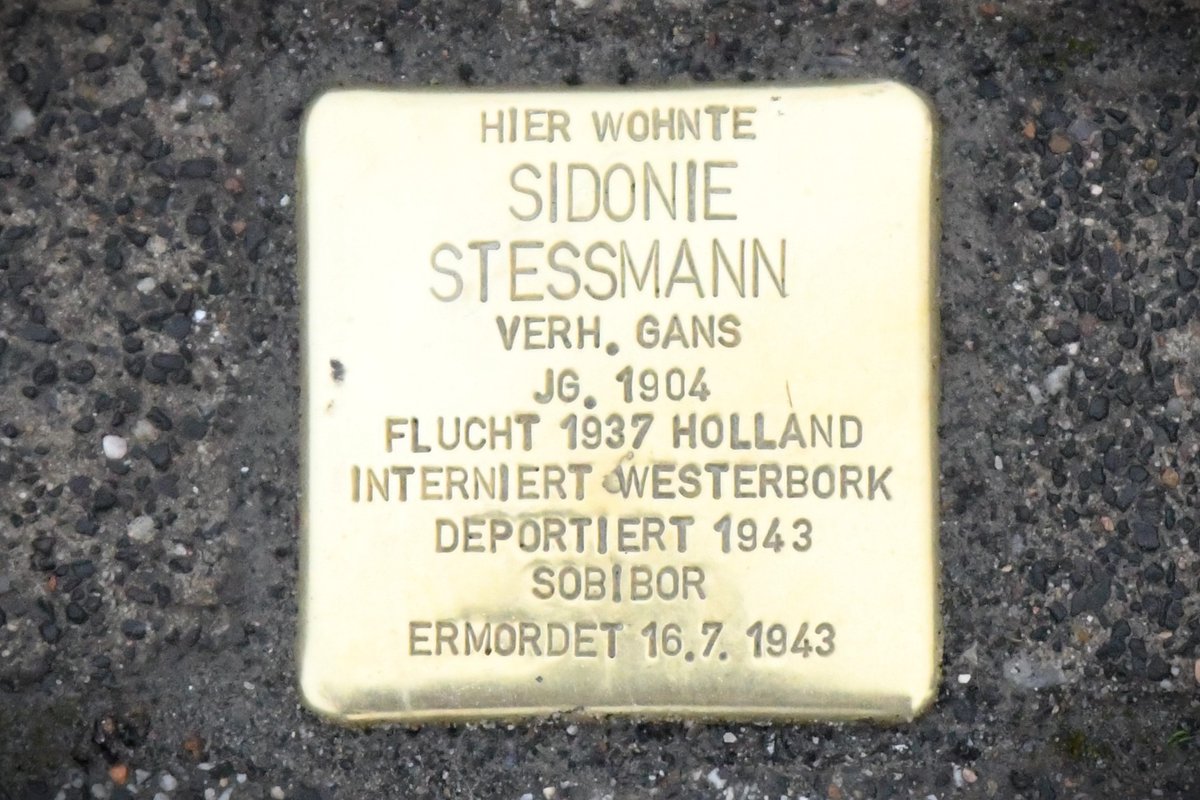 HIER WOHNTE
SIDONIE
STESSMANN
VERH. GANS
JG. 1904
FLUCHT 1937 HOLLAND
INTERNIERT WESTERBORK
DEPORTIERT 1943
SOBIBOR
ERMORDET 16.7. 1943